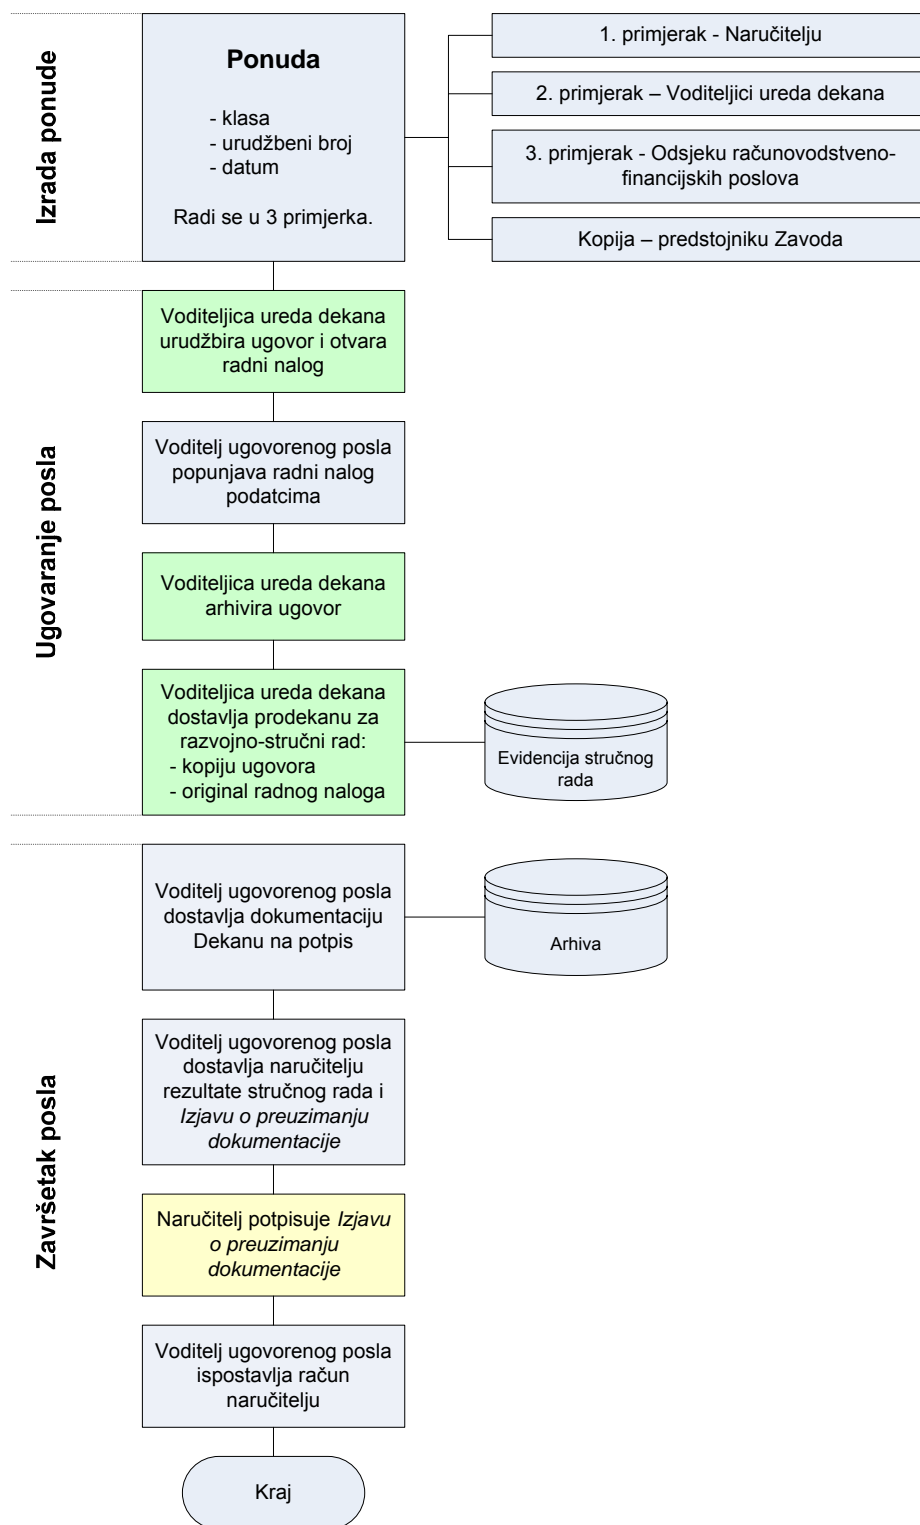 Izrada ponude
Ponuda
- klasa
- urudžbeni broj
- datum
Radi se u 3 primjerka.
1. primjerak - Naručitelju
2. primjerak – Voditeljici ureda dekana
3. primjerak - Odsjeku računovodstveno-
financijskih poslova
Kopija – predstojniku Zavoda
Ugovaranje posla
Voditeljica ureda dekana
urudžbira ugovor i otvara
radni nalog
Voditelj ugovorenog posla
popunjava radni nalog
podatcima
Voditeljica ureda dekana
arhivira ugovor
Voditeljica ureda dekana
dostavlja prodekanu za
razvojno-stručni rad:
- kopiju ugovora
- original radnog naloga
Evidencija stručnog
rada
Završetak posla
Voditelj ugovorenog posla
dostavlja dokumentaciju
Dekanu na potpis
Arhiva
Voditelj ugovorenog posla
dostavlja naručitelju
rezultate stručnog rada i
Izjavu o preuzimanju
dokumentacije
Naručitelj potpisuje Izjavu
o preuzimanju
dokumentacije
Voditelj ugovorenog posla
ispostavlja račun
naručitelju
Kraj